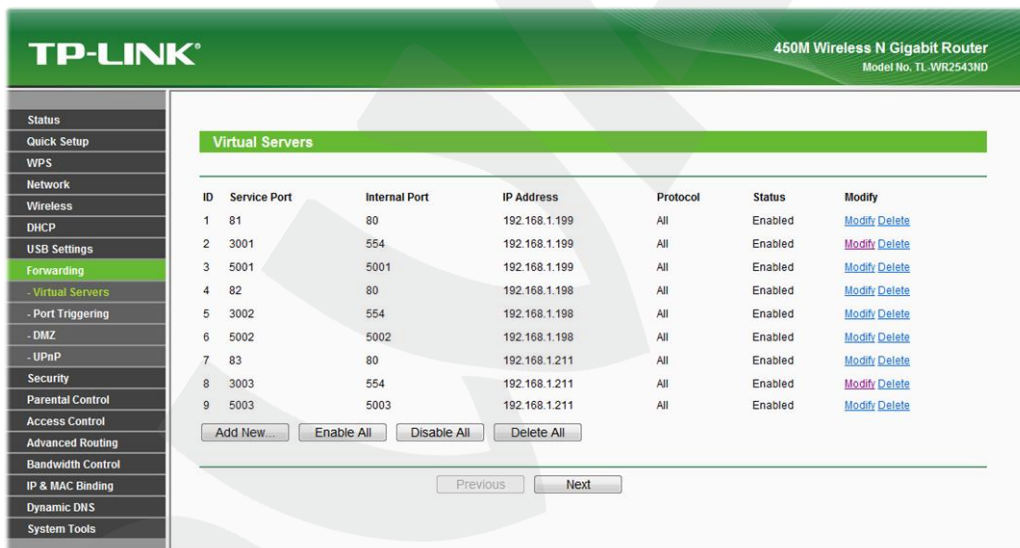 TP-LINK®
450M Wireless N Gigabit Router
Model No. TL-WR2543ND
Status
Quick Setup
WPS
Network
Wireless
DHCP
USB Settings
Forwarding
- Virtual Servers
- Port Triggering
- DMZ
- UPnP
Security
Parental Control
Access Control
Advanced Routing
Bandwidth Control
IP & MAC Binding
Dynamic DNS
System Tools
Virtual Servers
ID Service Port Internal Port IP Address Protocol Status Modify
1 81 80 192.168.1.199 All Enabled Modify Delete
2 3001 554 192.168.1.199 All Enabled Modify Delete
3 5001 5001 192.168.1.199 All Enabled Modify Delete
4 82 80 192.168.1.198 All Enabled Modify Delete
5 3002 554 192.168.1.198 All Enabled Modify Delete
6 5002 5002 192.168.1.198 All Enabled Modify Delete
7 83 80 192.168.1.211 All Enabled Modify Delete
8 3003 554 192.168.1.211 All Enabled Modify Delete
9 5003 5003 192.168.1.211 All Enabled Modify Delete
Add New... Enable All Disable All Delete All
Previous Next